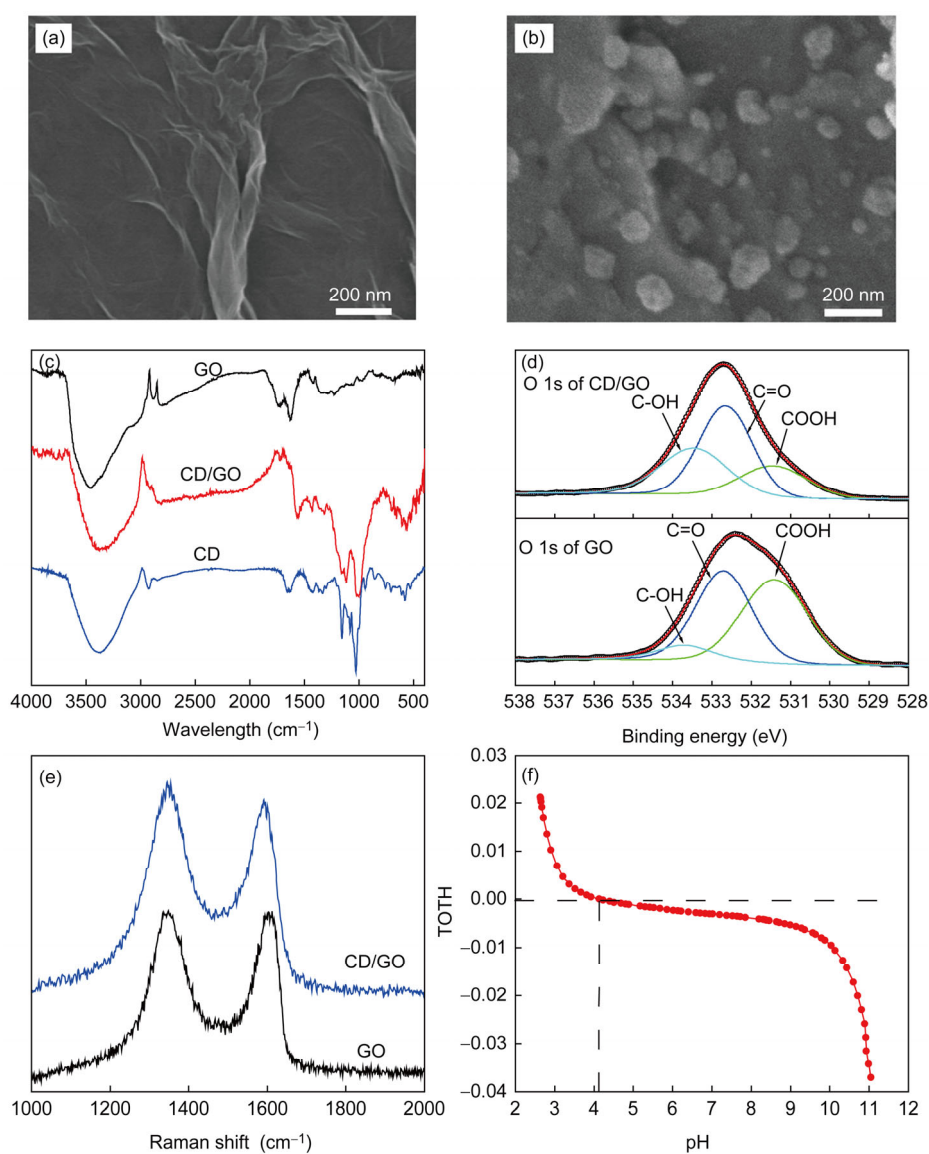 (a)
200 nm
(b)
200 nm
(c)
GO
CD/GO
CD
4000 3500 3000 2500 2000 1500 1000 500
Wavelength (cm⁻¹)
(d)
O 1s of CD/GO
C-OH
C=O
COOH
O 1s of GO
C=O
COOH
C-OH
538 537 536 535 534 533 532 531 530 529 528
Binding energy (eV)
(e)
CD/GO
GO
1000 1200 1400 1600 1800 2000
Raman shift (cm⁻¹)
(f)
0.03
0.02
0.01
0.00
−0.01
−0.02
−0.03
−0.04
TOTH
2 3 4 5 6 7 8 9 10 11 12
pH